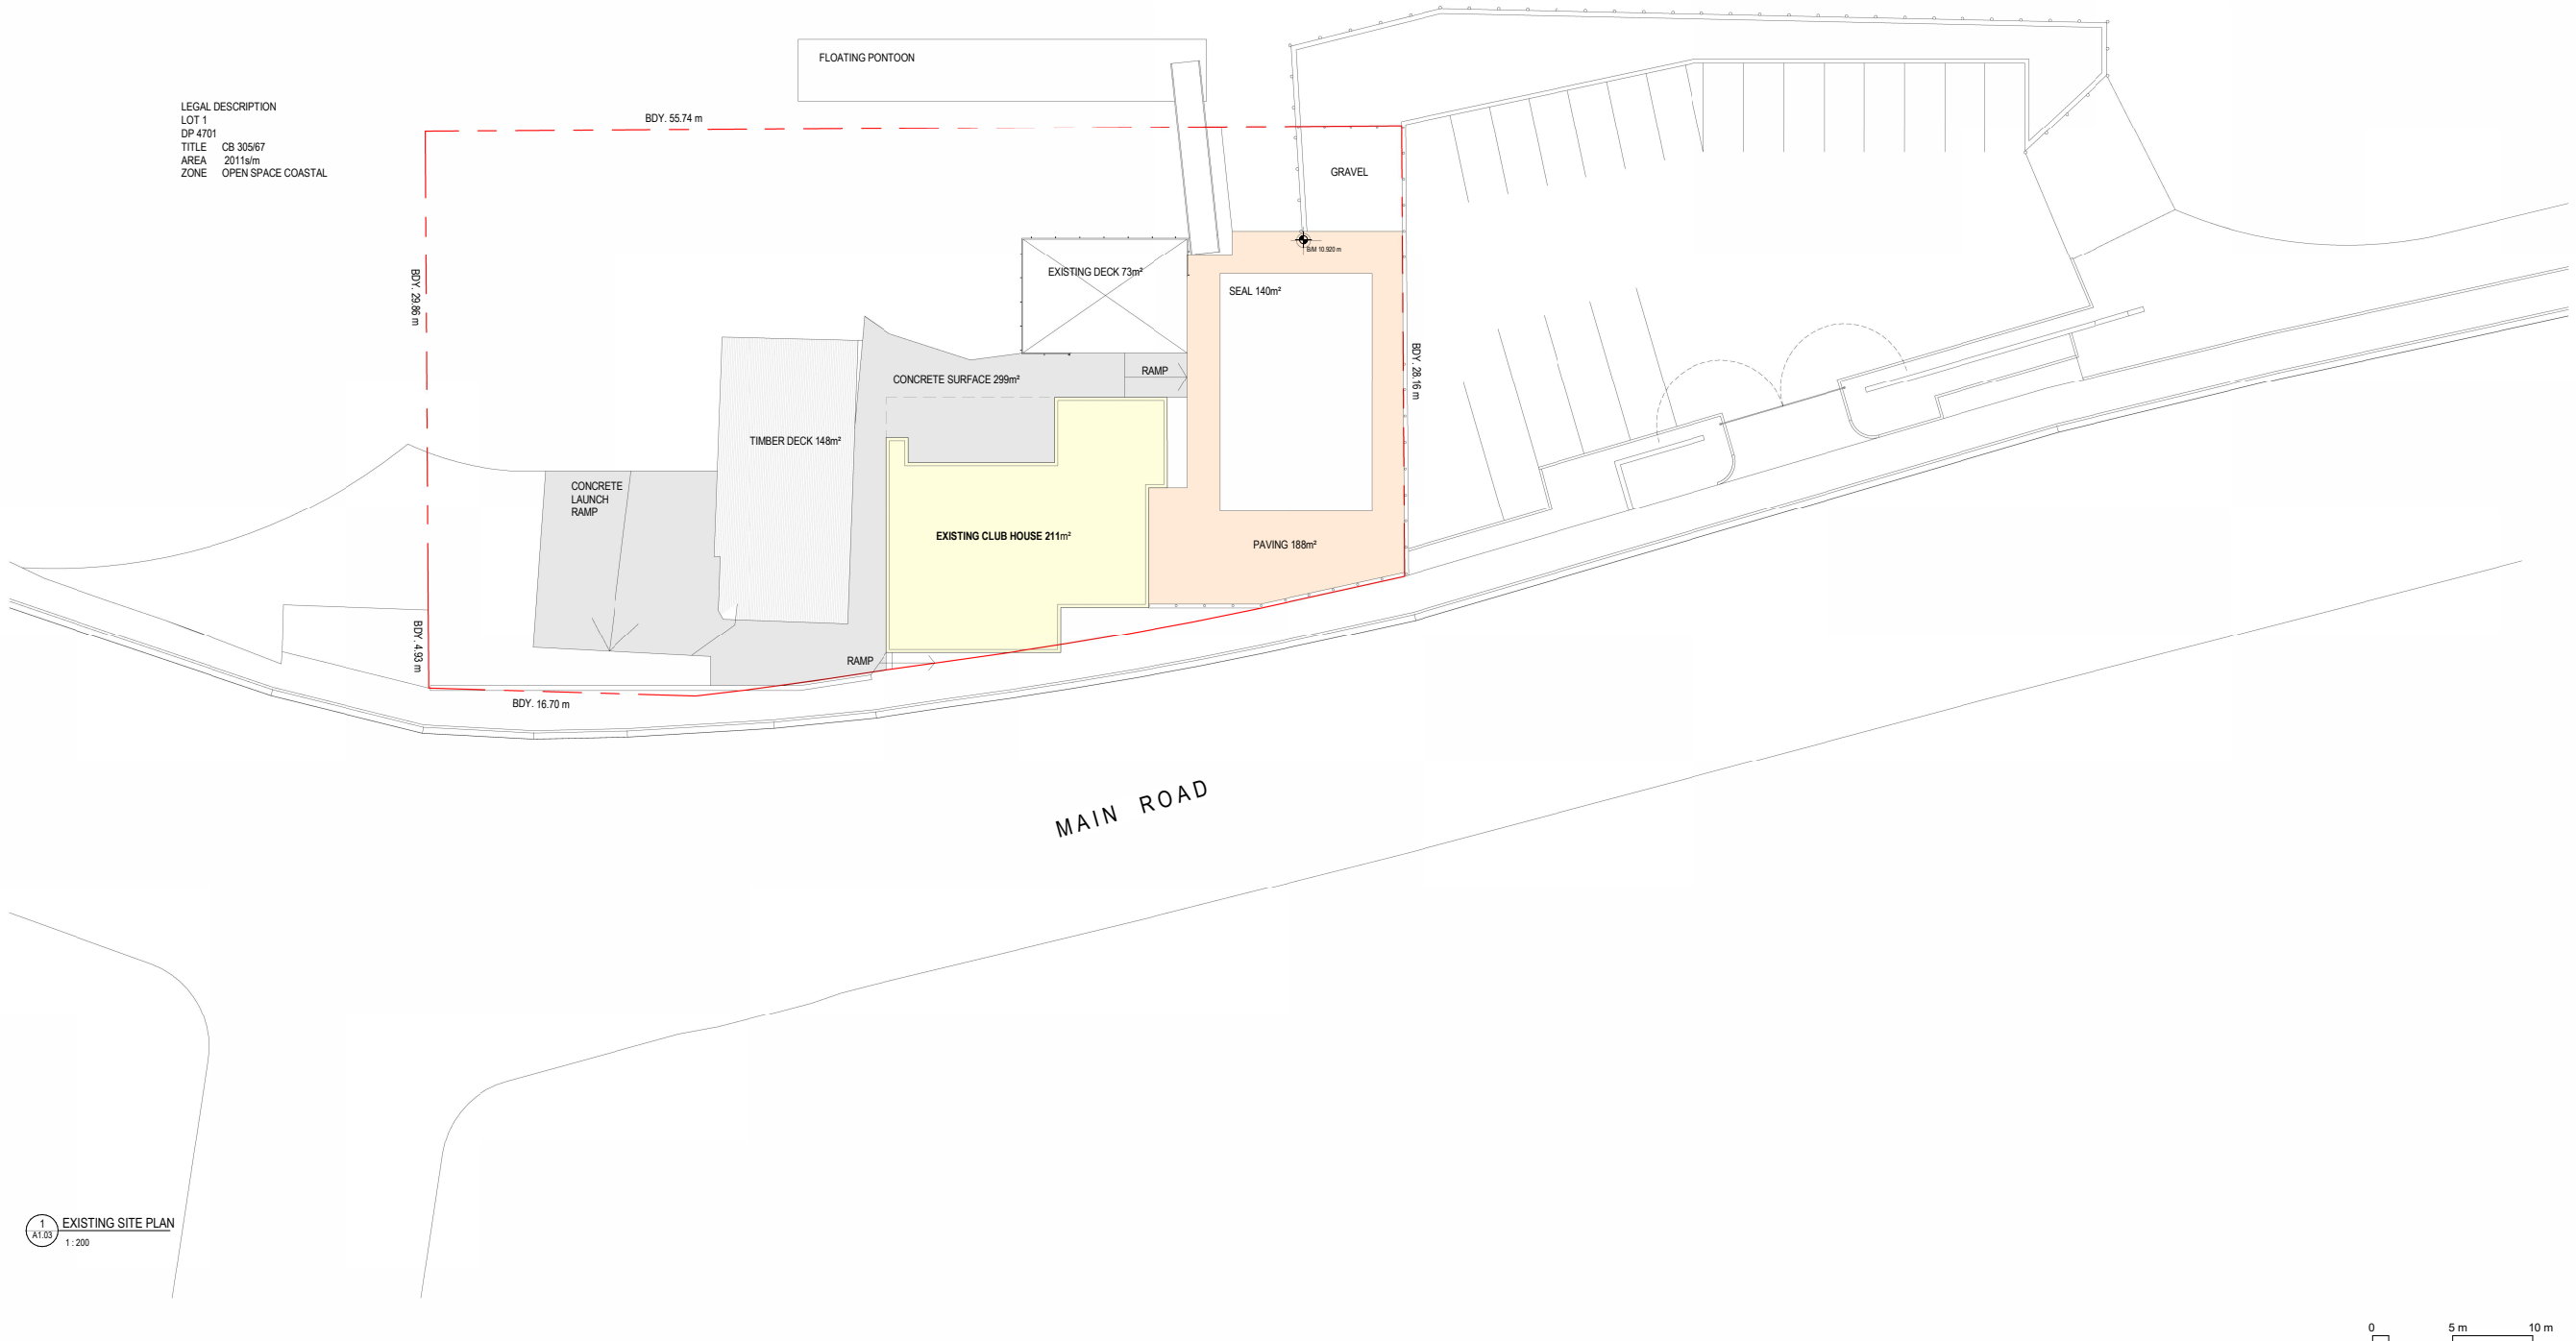 FLOATING PONTOON
LEGAL DESCRIPTION
LOT 1
DP 4701
TITLE CB 305/67
AREA 2011s/m
ZONE OPEN SPACE COASTAL
BDY. 55.74 m
GRAVEL
B/M 10.920 m
EXISTING DECK 73m²
SEAL 140m²
BDY. 29.86 m
BDY. 28.16 m
RAMP
CONCRETE SURFACE 299m²
TIMBER DECK 148m²
CONCRETE
LAUNCH
RAMP
EXISTING CLUB HOUSE 211m²
PAVING 188m²
BDY. 4.93 m
RAMP
BDY. 16.70 m
MAIN ROAD
1
A1.03
EXISTING SITE PLAN
1 : 200
0 5 m 10 m